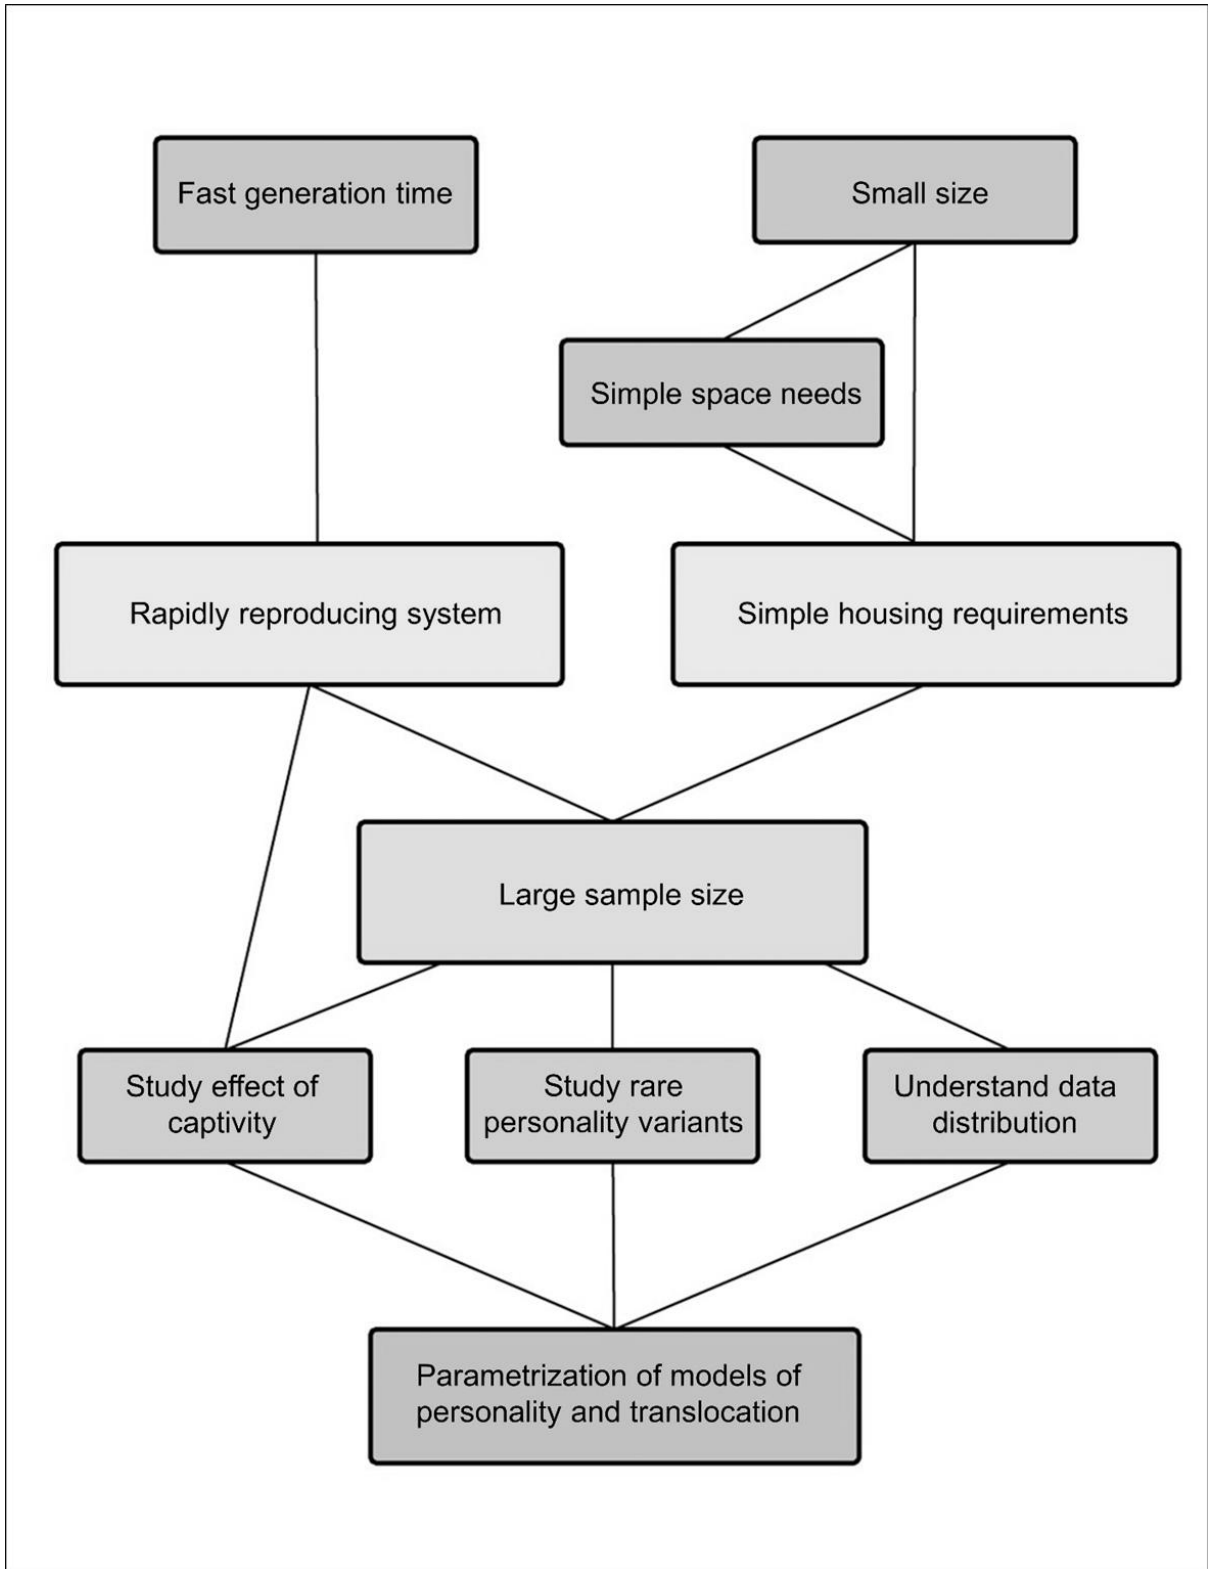 Fast generation time
Small size
Simple space needs
Rapidly reproducing system
Simple housing requirements
Large sample size
Study effect of
captivity
Study rare
personality variants
Understand data
distribution
Parametrization of models of
personality and translocation